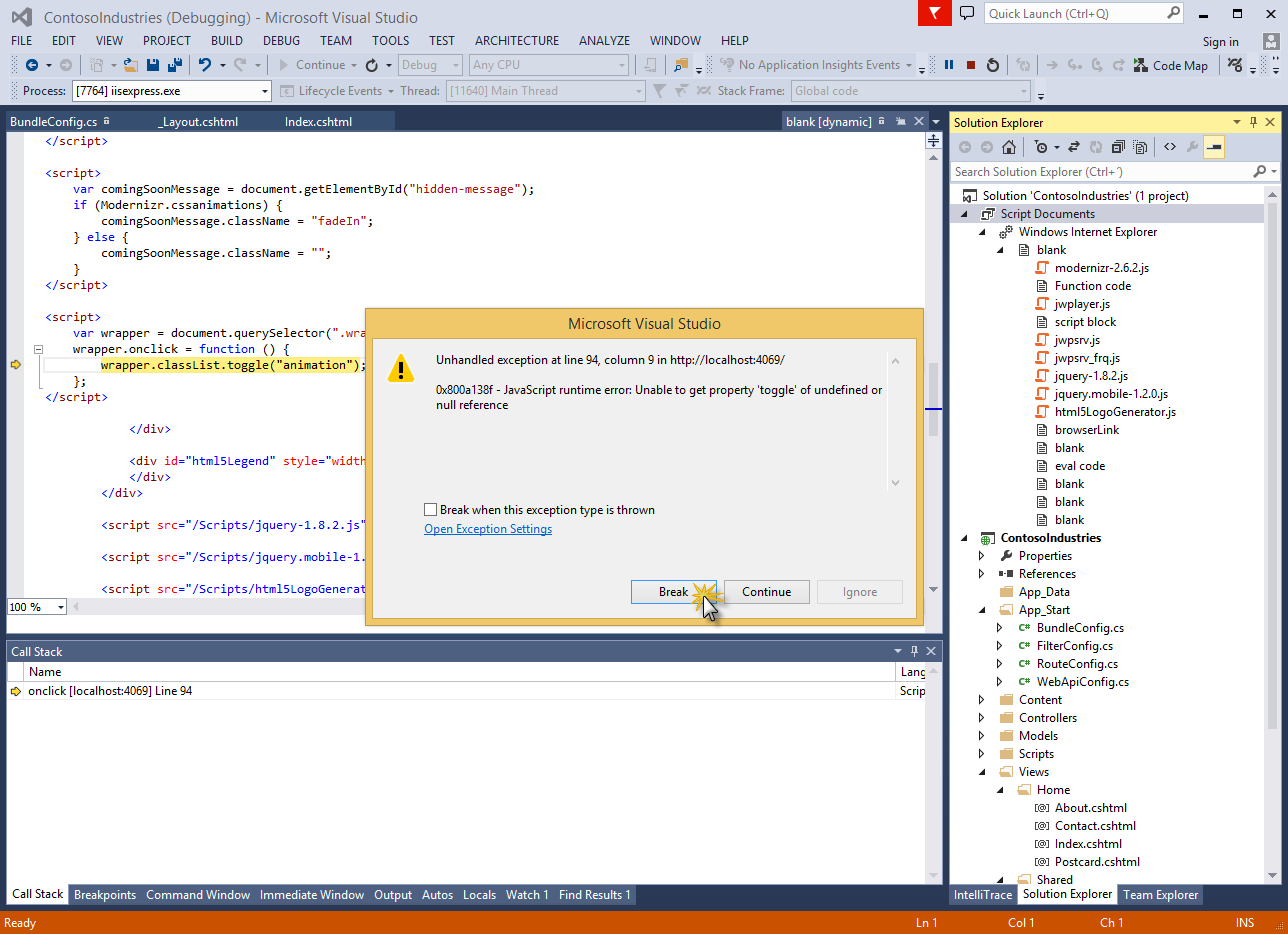 ContosoIndustries (Debugging) - Microsoft Visual Studio
Quick Launch (Ctrl+Q)
FILE EDIT VIEW PROJECT BUILD DEBUG TEAM TOOLS TEST ARCHITECTURE ANALYZE WINDOW HELP
Sign in
Continue Debug Any CPU No Application Insights Events Code Map
Process: [7764] iisexpress.exe Lifecycle Events Thread: [11640] Main Thread Stack Frame: Global code
BundleConfig.cs _Layout.cshtml Index.cshtml blank [dynamic]
</script>
<script>
var comingSoonMessage = document.getElementById("hidden-message");
if (Modernizr.cssanimations) {
comingSoonMessage.className = "fadeIn";
} else {
comingSoonMessage.className = "";
}
</script>
<script>
var wrapper = document.querySelector(".wra
wrapper.onclick = function () {
wrapper.classList.toggle("animation");
};
</script>
</div>
<div id="html5Legend" style="width
</div>
</div>
<script src="/Scripts/jquery-1.8.2.js"
<script src="/Scripts/jquery.mobile-1.
<script src="/Scripts/html5LogoGenerat
100 %
Microsoft Visual Studio
Unhandled exception at line 94, column 9 in http://localhost:4069/
0x800a138f - JavaScript runtime error: Unable to get property 'toggle' of undefined or
null reference
Break when this exception type is thrown
Open Exception Settings
Break Continue Ignore
Call Stack
Name Lang
onclick [localhost:4069] Line 94 Scrip
Call Stack Breakpoints Command Window Immediate Window Output Autos Locals Watch 1 Find Results 1
Solution Explorer
Search Solution Explorer (Ctrl+´)
Solution 'ContosoIndustries' (1 project)
Script Documents
Windows Internet Explorer
blank
modernizr-2.6.2.js
Function code
jwplayer.js
script block
jwpsrv.js
jwpsrv_frq.js
jquery-1.8.2.js
jquery.mobile-1.2.0.js
html5LogoGenerator.js
browserLink
blank
eval code
blank
blank
blank
ContosoIndustries
Properties
References
App_Data
App_Start
C# BundleConfig.cs
C# FilterConfig.cs
C# RouteConfig.cs
C# WebApiConfig.cs
Content
Controllers
Models
Scripts
Views
Home
[@] About.cshtml
[@] Contact.cshtml
[@] Index.cshtml
[@] Postcard.cshtml
Shared
IntelliTrace Solution Explorer Team Explorer
Ready Ln 1 Col 1 Ch 1 INS